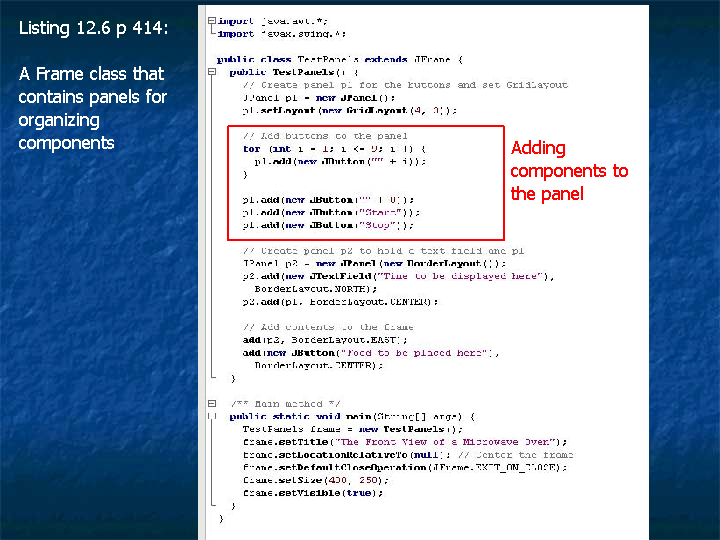 Listing 12.6 p 414:
A Frame class that
contains panels for
organizing
components
import java.awt.*;
import javax.swing.*;
public class TestPanels extends JFrame {
public TestPanels() {
// Create panel p1 for the buttons and set GridLayout
JPanel p1 = new JPanel();
p1.setLayout(new GridLayout(4, 3));
// Add buttons to the panel
for (int i = 1; i <= 9; i++) {
p1.add(new JButton("" + i));
}
p1.add(new JButton("" + 0));
p1.add(new JButton("Start"));
p1.add(new JButton("Stop"));
Adding
components to
the panel
// Create panel p2 to hold a text field and p1
JPanel p2 = new JPanel(new BorderLayout());
p2.add(new JTextField("Time to be displayed here"),
BorderLayout.NORTH);
p2.add(p1, BorderLayout.CENTER);
// Add contents to the frame
add(p2, BorderLayout.EAST);
add(new JButton("Food to be placed here"),
BorderLayout.CENTER);
}
/** Main method */
public static void main(String[] args) {
TestPanels frame = new TestPanels();
frame.setTitle("The Front View of a Microwave Oven");
frame.setLocationRelativeTo(null); // Center the frame
frame.setDefaultCloseOperation(JFrame.EXIT_ON_CLOSE);
frame.setSize(400, 250);
frame.setVisible(true);
}
}